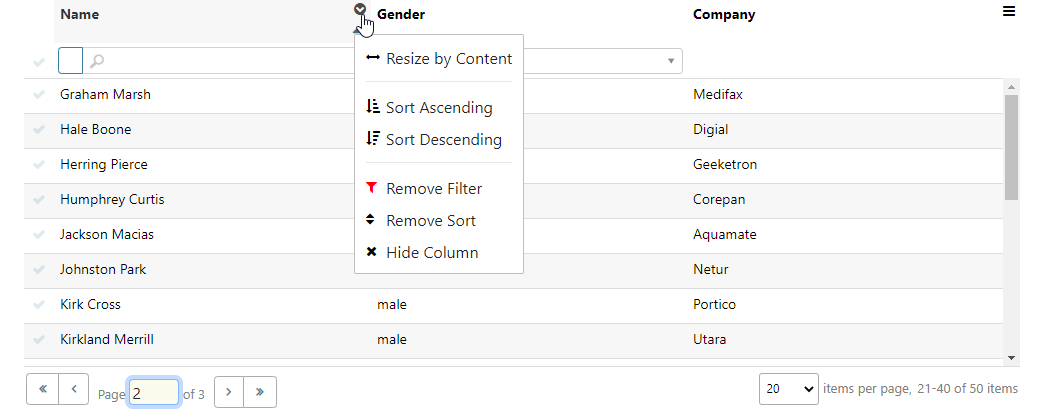 Name Gender Company
Resize by Content
Graham Marsh Medifax
Sort Ascending
Hale Boone Digial
Sort Descending
Herring Pierce Geeketron
Remove Filter
Humphrey Curtis Corepan
Remove Sort
Jackson Macias Aquamate
Hide Column
Johnston Park Netur
Kirk Cross male Portico
Kirkland Merrill male Utara
Page 2 of 3 20 items per page, 21-40 of 50 items